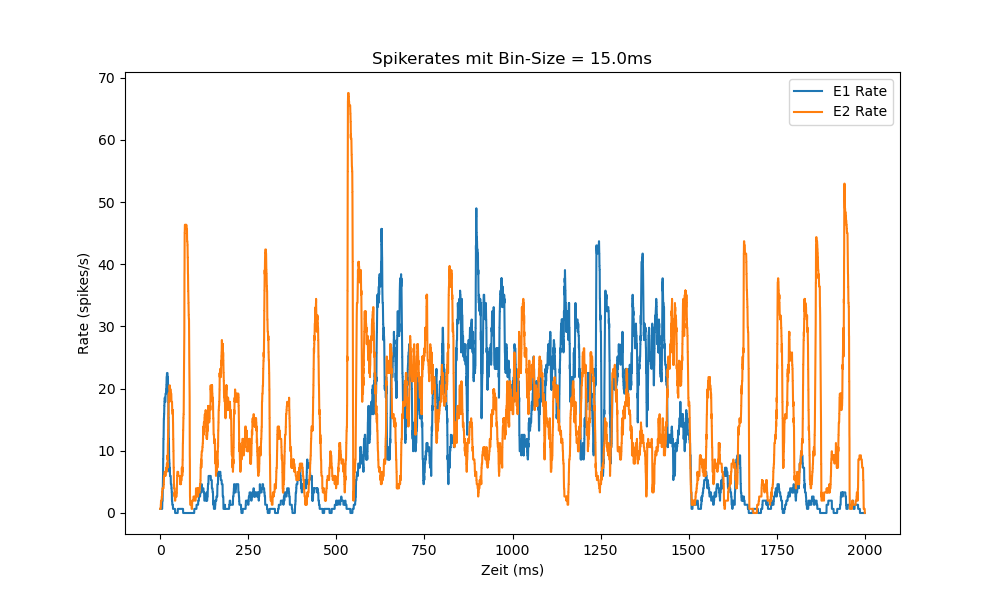 Spikerates mit Bin-Size = 15.0ms
E1 Rate
E2 Rate
Rate (spikes/s)
70
60
50
40
30
20
10
0
0 250 500 750 1000 1250 1500 1750 2000
Zeit (ms)